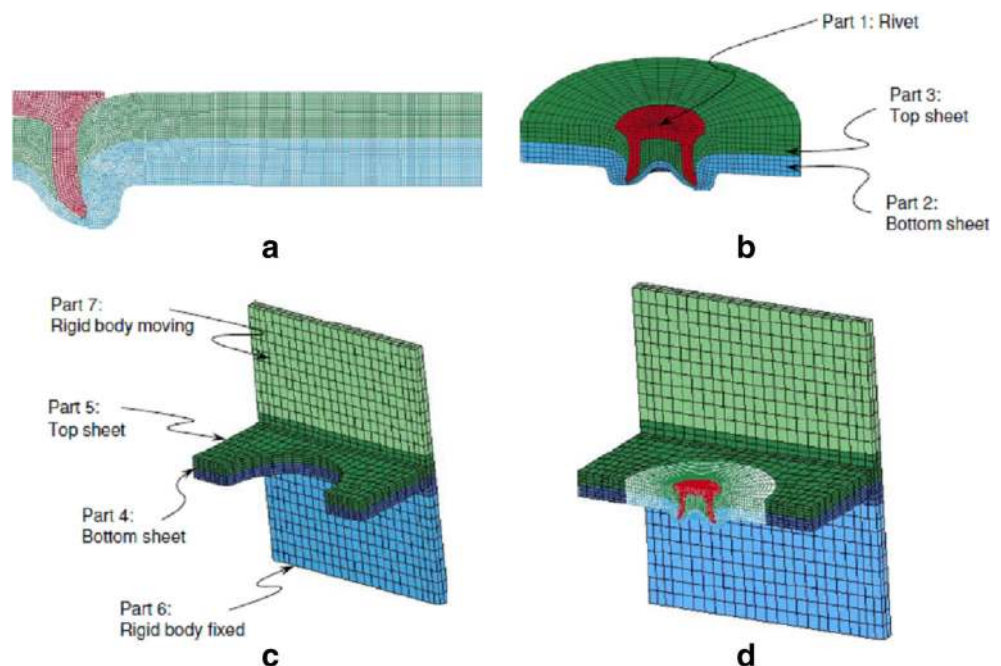 Part 1: Rivet
Part 3:
Top sheet
Part 2:
Bottom sheet
a
b
Part 7:
Rigid body moving
Part 5:
Top sheet
Part 4:
Bottom sheet
Part 6:
Rigid body fixed
c
d